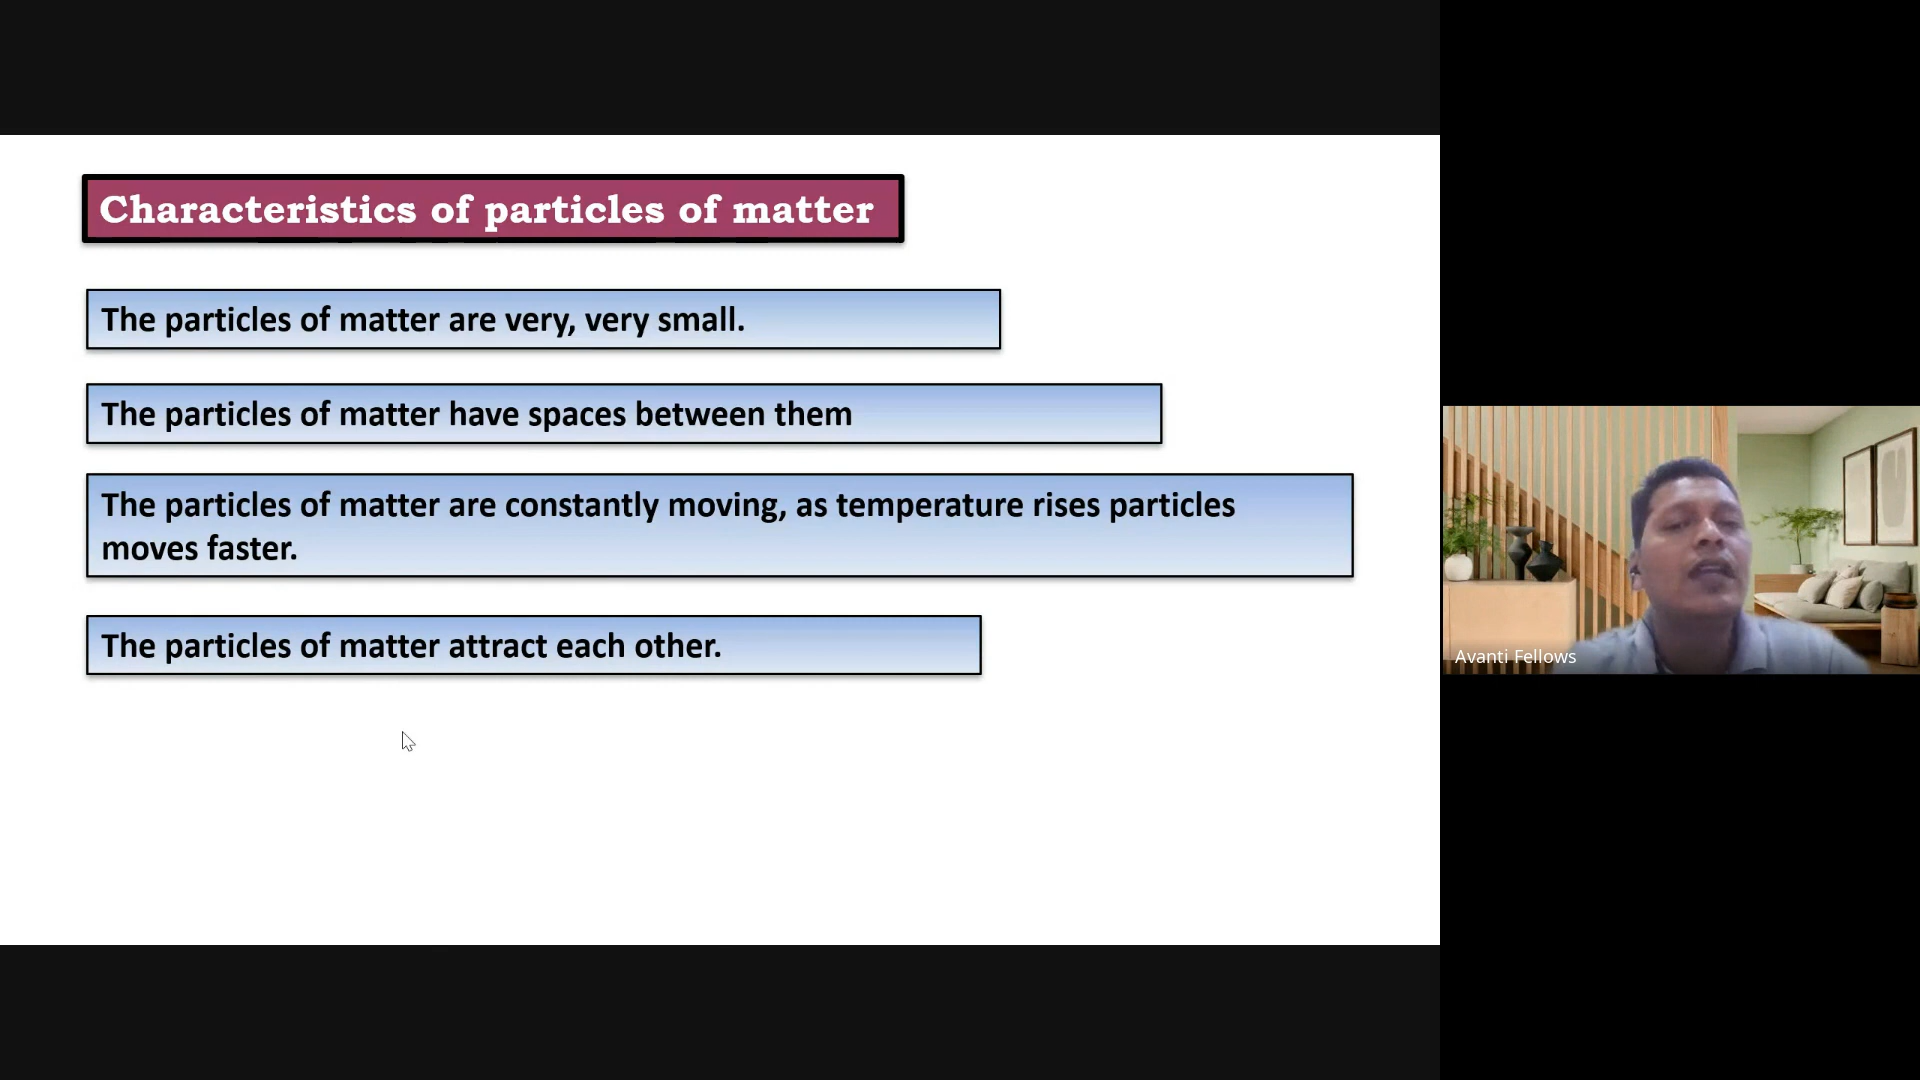 Characteristics of particles of matter
The particles of matter are very, very small.
The particles of matter have spaces between them
The particles of matter are constantly moving, as temperature rises particles
moves faster.
The particles of matter attract each other.
Avanti Fellows